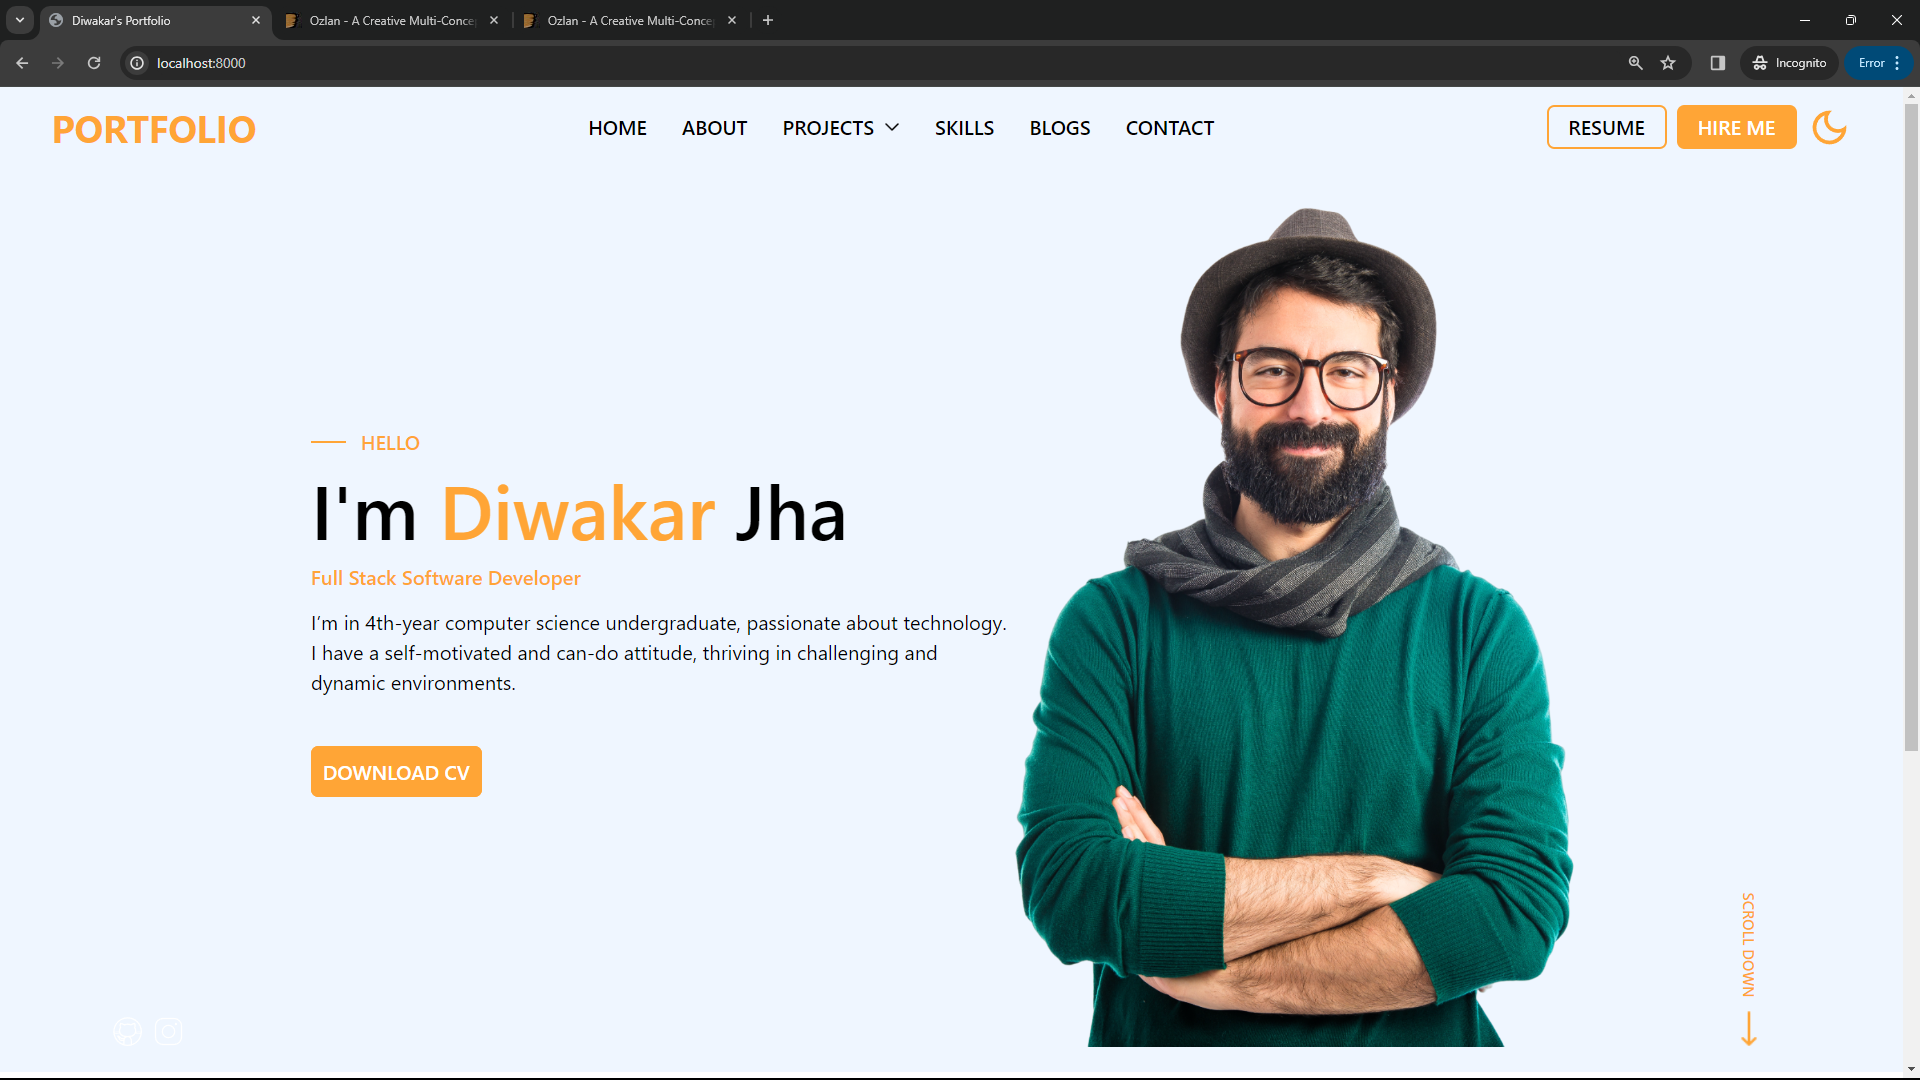 Diwakar's Portfolio
Ozlan - A Creative Multi-Conce
Ozlan - A Creative Multi-Conce
localhost:8000
Incognito
Error
PORTFOLIO
HOME
ABOUT
PROJECTS
SKILLS
BLOGS
CONTACT
RESUME
HIRE ME
HELLO
I'm Diwakar Jha
Full Stack Software Developer
I’m in 4th-year computer science undergraduate, passionate about technology.
I have a self-motivated and can-do attitude, thriving in challenging and
dynamic environments.
DOWNLOAD CV
SCROLL DOWN